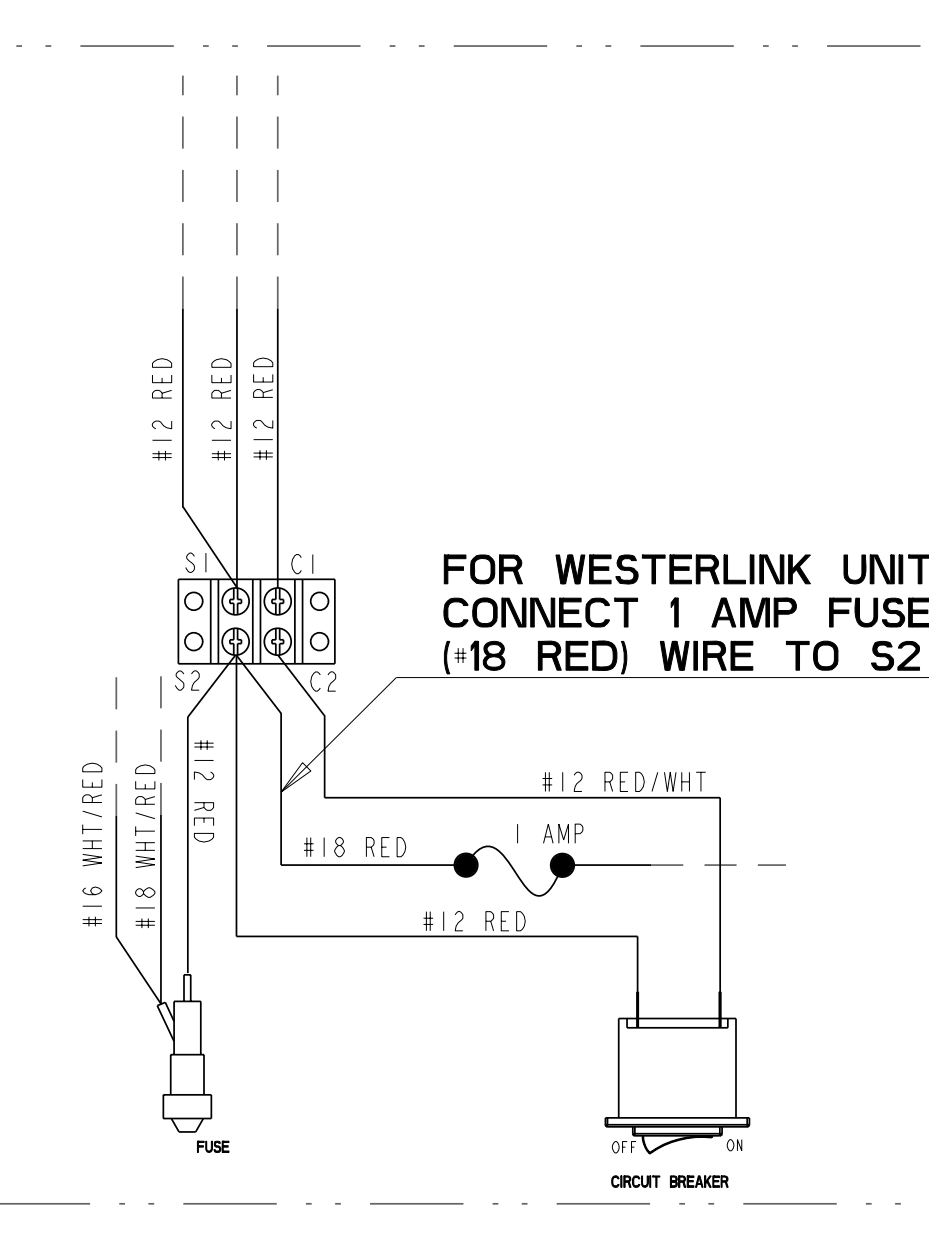 #12 RED
#12 RED
#12 RED
S1
C1
FOR WESTERLINK UNIT
CONNECT 1 AMP FUSE
(#18 RED) WIRE TO S2
S2
C2
#12 RED
#16 WHT/RED
#18 WHT/RED
#12 RED/WHT
1 AMP
#18 RED
#12 RED
FUSE
OFF
ON
CIRCUIT BREAKER